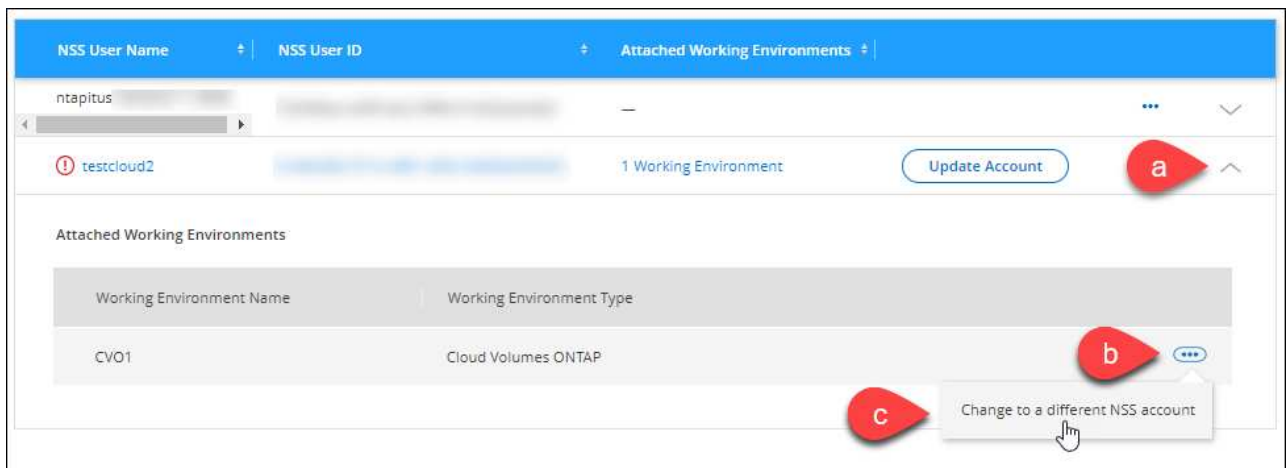 NSS User Name NSS User ID Attached Working Environments
ntapitus —
testcloud2 1 Working Environment Update Account a
Attached Working Environments
Working Environment Name Working Environment Type
CVO1 Cloud Volumes ONTAP b
c Change to a different NSS account